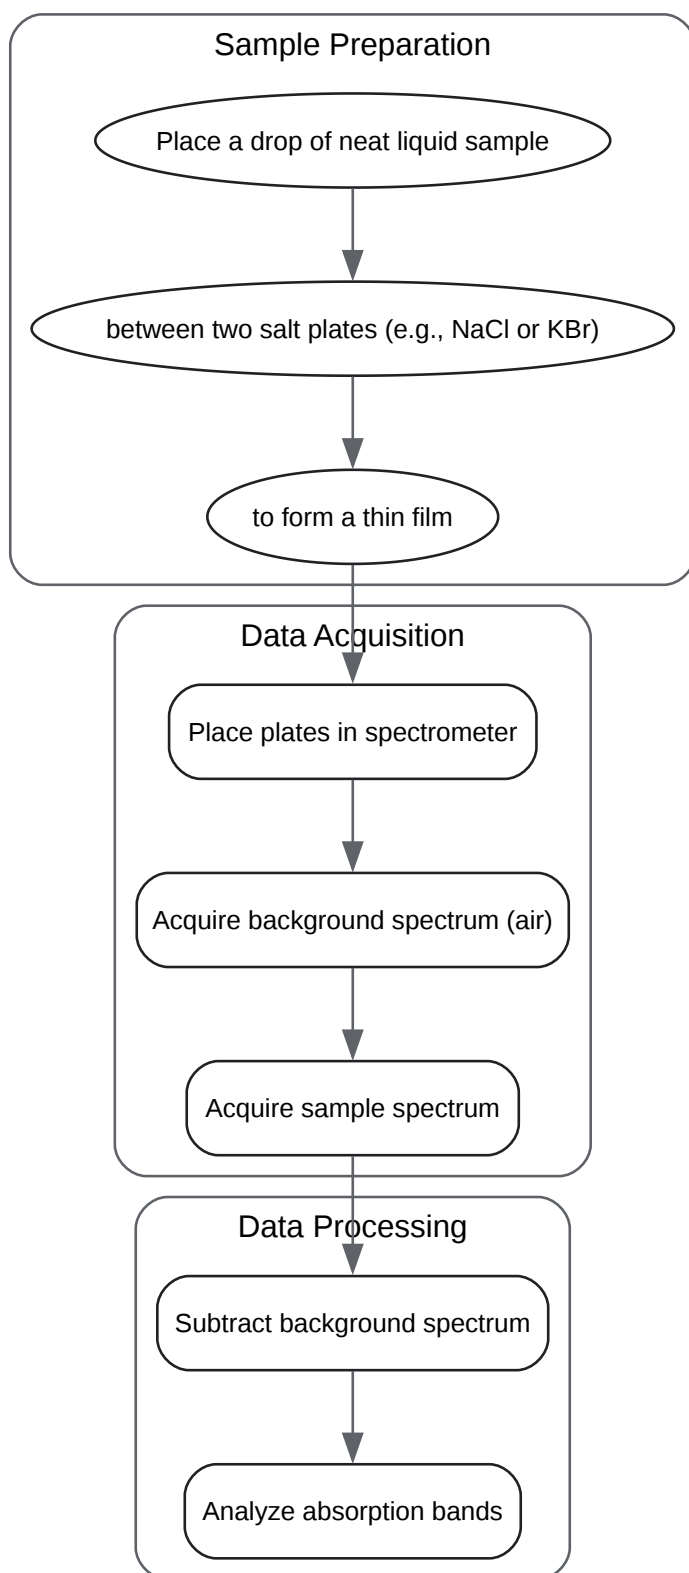 Sample Preparation
Place a drop of neat liquid sample
between two salt plates (e.g., NaCl or KBr)
to form a thin film
Data Acquisition
Place plates in spectrometer
Acquire background spectrum (air)
Acquire sample spectrum
Data Processing
Subtract background spectrum
Analyze absorption bands